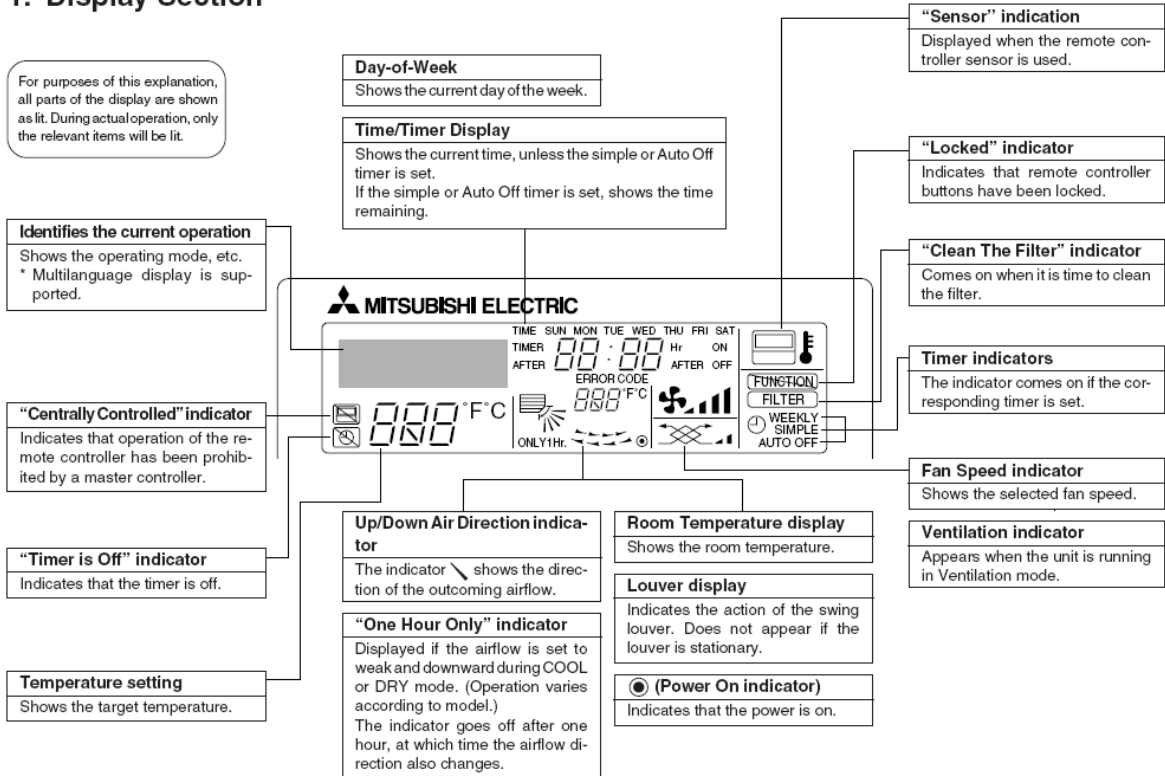 1. Display Section
For purposes of this explanation,
all parts of the display are shown
as lit. During actual operation, only
the relevant items will be lit.
Day-of-Week
Shows the current day of the week.
Time/Timer Display
Shows the current time, unless the simple or Auto Off
timer is set.
If the simple or Auto Off timer is set, shows the time
remaining.
“Sensor” indication
Displayed when the remote con-
troller sensor is used.
“Locked” indicator
Indicates that remote controller
buttons have been locked.
“Clean The Filter” indicator
Comes on when it is time to clean
the filter.
Timer indicators
The indicator comes on if the cor-
responding timer is set.
Fan Speed indicator
Shows the selected fan speed.
Ventilation indicator
Appears when the unit is running
in Ventilation mode.
Identifies the current operation
Shows the operating mode, etc.
* Multilanguage display is sup-
ported.
“Centrally Controlled” indicator
Indicates that operation of the re-
mote controller has been prohib-
ited by a master controller.
“Timer is Off” indicator
Indicates that the timer is off.
Temperature setting
Shows the target temperature.
MITSUBISHI ELECTRIC
TIME SUN MON TUE WED THU FRI SAT
TIMER 88:88 Hr ON
AFTER AFTER OFF
ERROR CODE
888°F°C
888 °F°C
ONLY1Hr.
FUNCTION
FILTER
WEEKLY
SIMPLE
AUTO OFF
Up/Down Air Direction indica-
tor
The indicator shows the direc-
tion of the outcoming airflow.
“One Hour Only” indicator
Displayed if the airflow is set to
weak and downward during COOL
or DRY mode. (Operation varies
according to model.)
The indicator goes off after one
hour, at which time the airflow di-
rection also changes.
Room Temperature display
Shows the room temperature.
Louver display
Indicates the action of the swing
louver. Does not appear if the
louver is stationary.
(Power On indicator)
Indicates that the power is on.